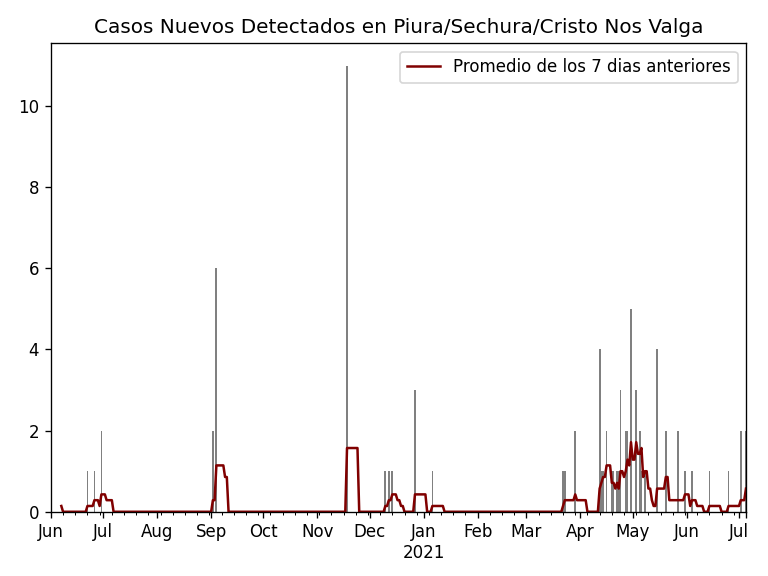 Casos Nuevos Detectados en Piura/Sechura/Cristo Nos Valga
Promedio de los 7 dias anteriores
10
8
6
4
2
0
Jun Jul Aug Sep Oct Nov Dec Jan Feb Mar Apr May Jun Jul
2021